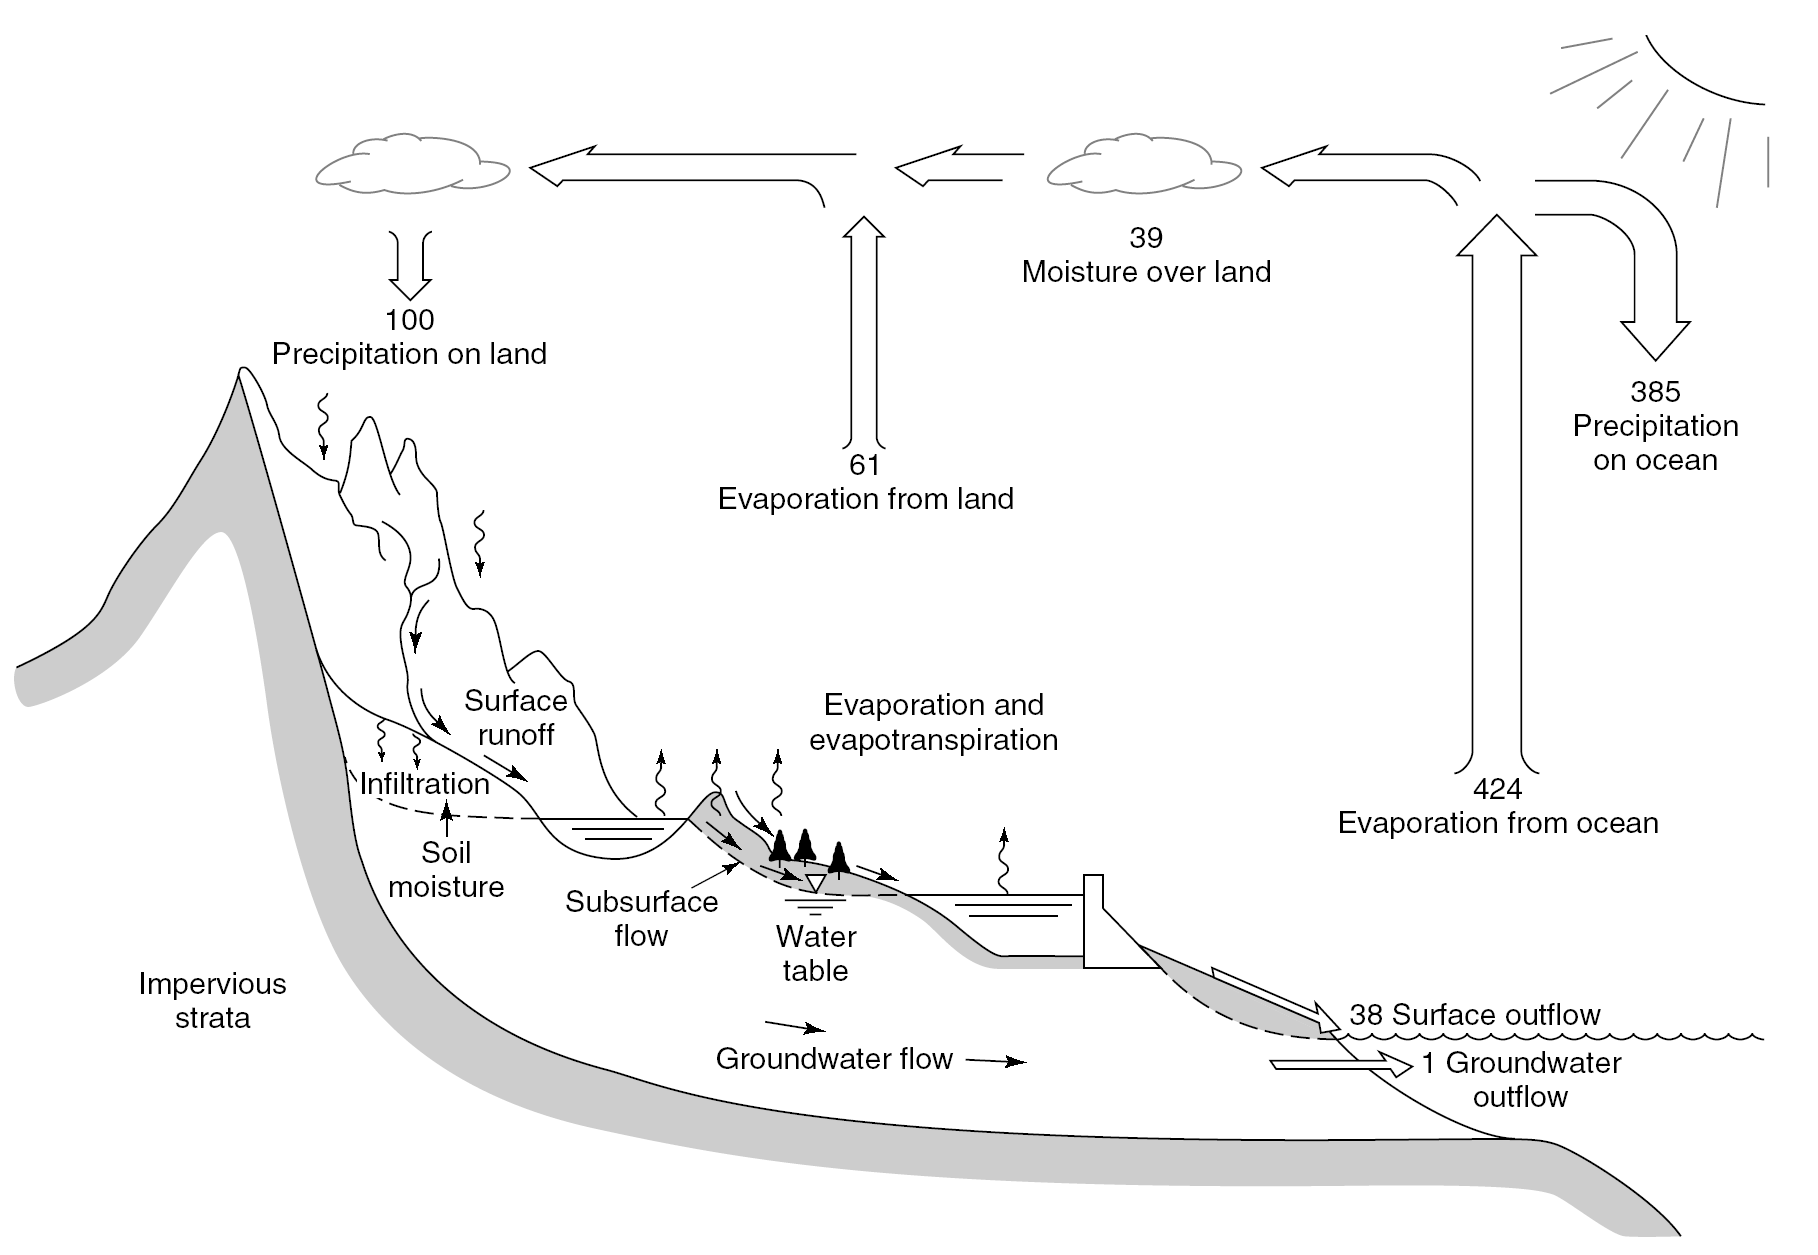 39
Moisture over land
100
Precipitation on land
385
Precipitation
on ocean
61
Evaporation from land
Surface
runoff
Evaporation and
evapotranspiration
Infiltration
424
Evaporation from ocean
Soil
moisture
Subsurface
flow
Water
table
Impervious
strata
38 Surface outflow
Groundwater flow
1 Groundwater
outflow